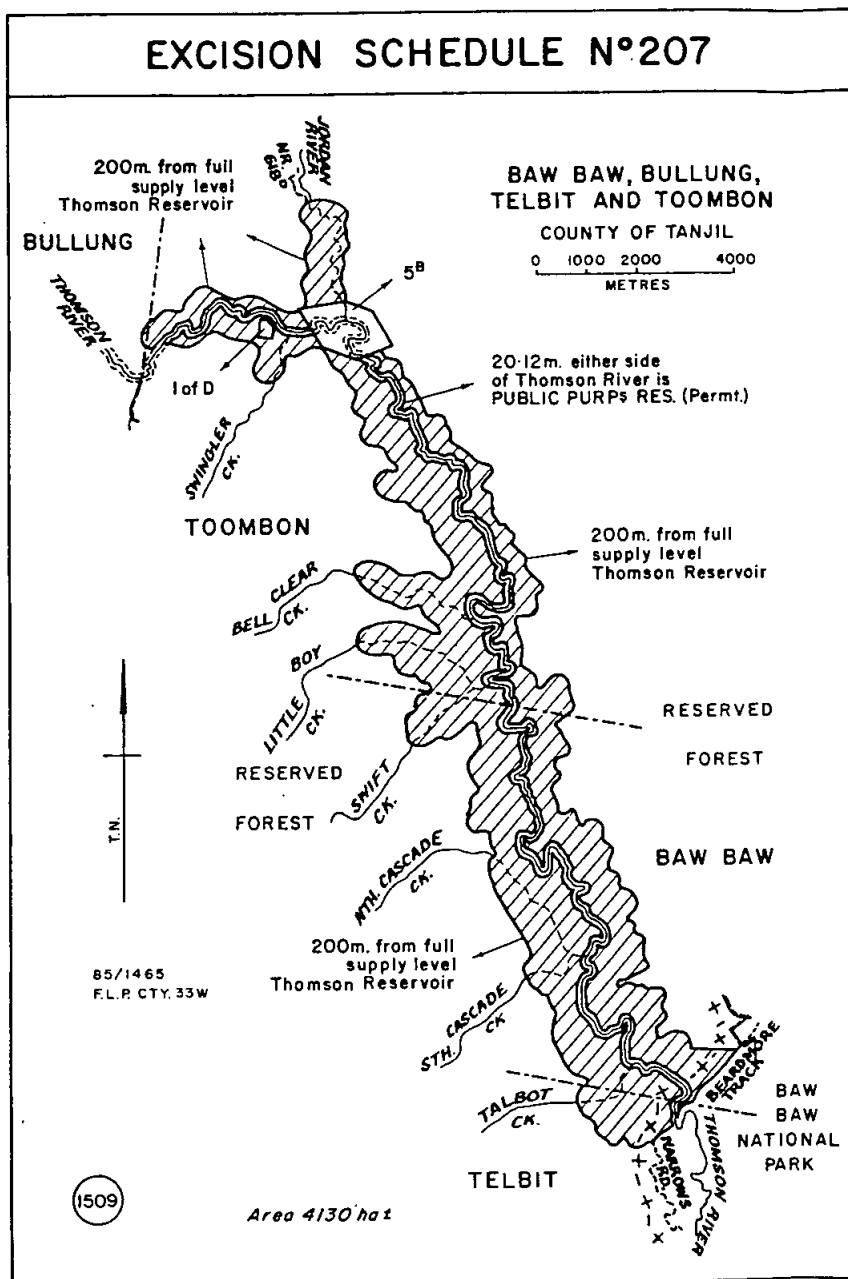 EXCISION SCHEDULE Nº207
JORDAN
RIVER
NR. 618D
200m. from full
supply level
Thomson Reservoir
BULLUNG
BAW BAW, BULLUNG,
TELBIT AND TOOMBON
COUNTY OF TANJIL
0 1000 2000 4000
METRES
5B
THOMSON
RIVER
1 of D
20·12m. either side
of Thomson River is
PUBLIC PURPs RES. (Permt.)
SWINGLER
CK.
TOOMBON
200m. from full
supply level
Thomson Reservoir
CLEAR
BELL CK.
BOY
LITTLE
CK.
RESERVED
FOREST
RESERVED
FOREST
SWIFT
CK.
T.N.
BAW BAW
NTH. CASCADE
CK.
200m. from full
supply level
Thomson Reservoir
85/1465
F.L.P. CTY. 33W
STH. CASCADE
CK
BEARDMORE
TRACK
TALBOT
CK.
BAW
BAW
NATIONAL
PARK
THOMSON RIVER
NARROWS
RD.
TELBIT
1509
Area 4130 ha±